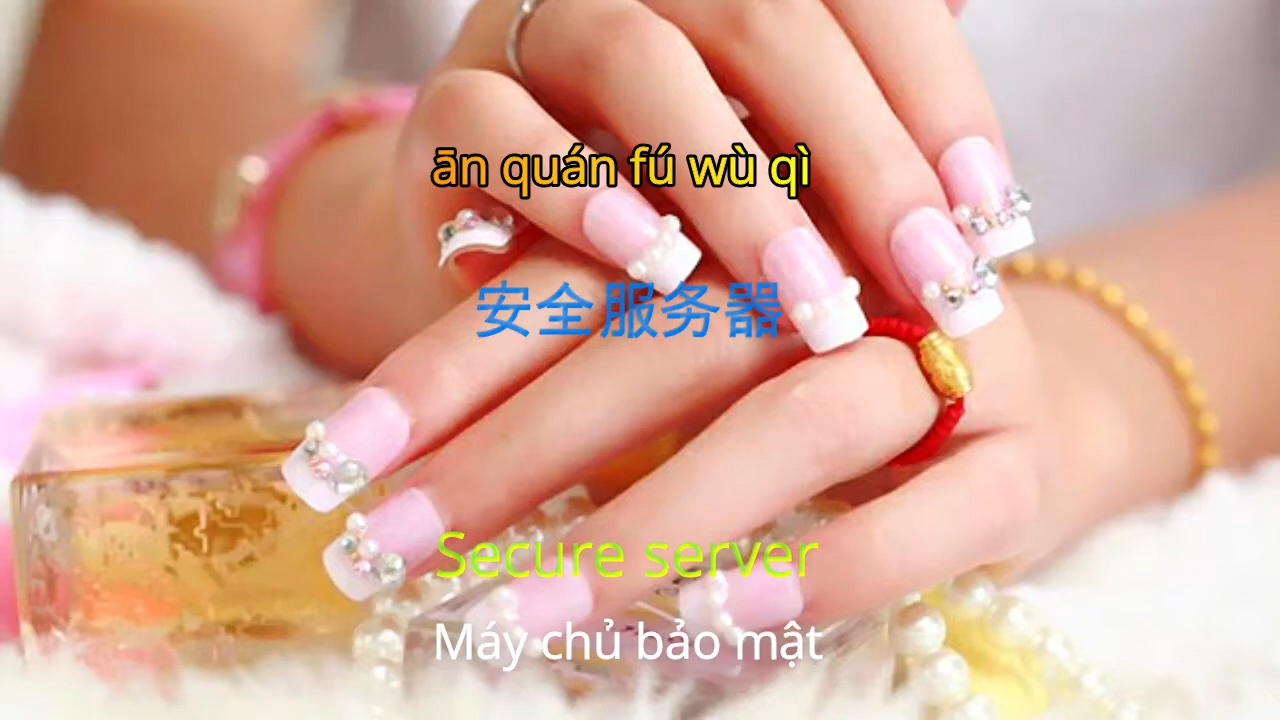 ān quán fú wù qì
安全服务器
Secure server
Máy chủ bảo mật